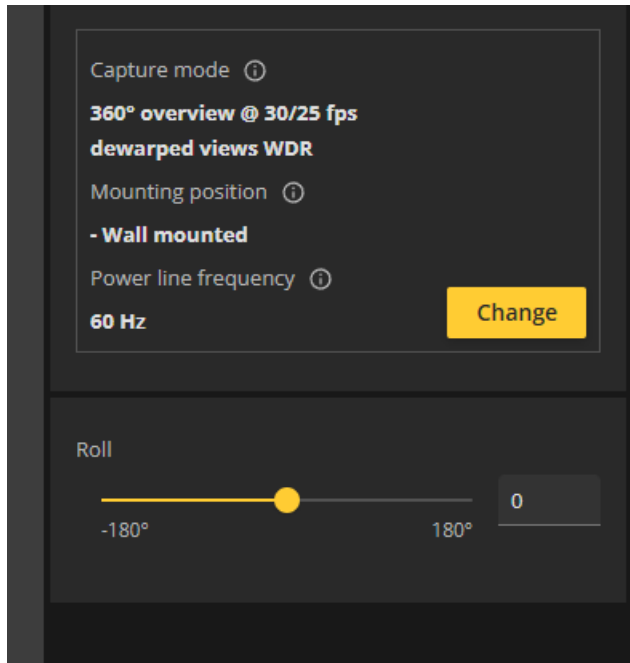 Capture mode
360° overview @ 30/25 fps
dewarped views WDR
Mounting position
- Wall mounted
Power line frequency
60 Hz
Change
Roll
0
-180°
180°